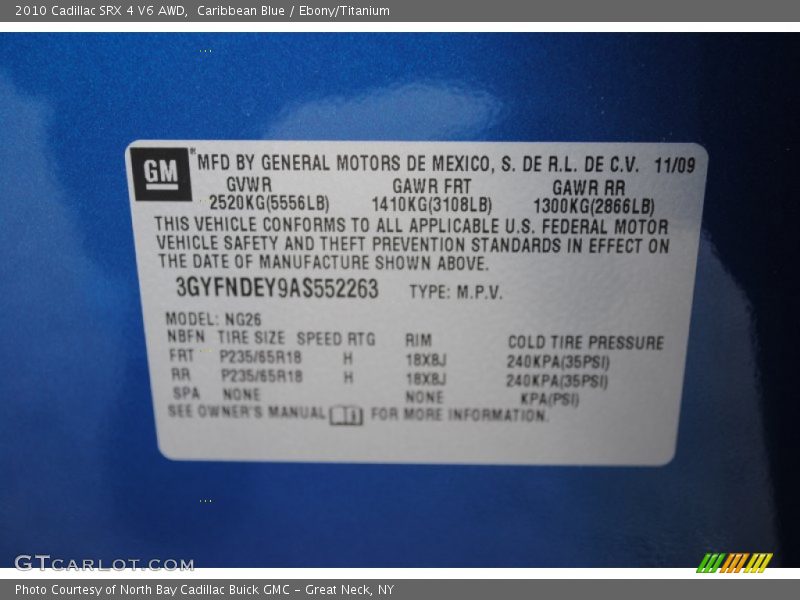 2010 Cadillac SRX 4 V6 AWD,  Caribbean Blue / Ebony/Titanium
GM MFD BY GENERAL MOTORS DE MEXICO, S. DE R.L. DE C.V. 11/09
GVWR GAWR FRT GAWR RR
2520KG(5556LB) 1410KG(3108LB) 1300KG(2866LB)
THIS VEHICLE CONFORMS TO ALL APPLICABLE U.S. FEDERAL MOTOR
VEHICLE SAFETY AND THEFT PREVENTION STANDARDS IN EFFECT ON
THE DATE OF MANUFACTURE SHOWN ABOVE.
3GYFNDEY9AS552263 TYPE: M.P.V.
MODEL: NG26
NBFN TIRE SIZE SPEED RTG RIM COLD TIRE PRESSURE
FRT P235/65R18 H 18X8J 240KPA(35PSI)
RR P235/65R18 H 18X8J 240KPA(35PSI)
SPA NONE NONE KPA(PSI)
SEE OWNER'S MANUAL FOR MORE INFORMATION.
GTCARLOT.COM
Photo Courtesy of North Bay Cadillac Buick GMC - Great Neck, NY